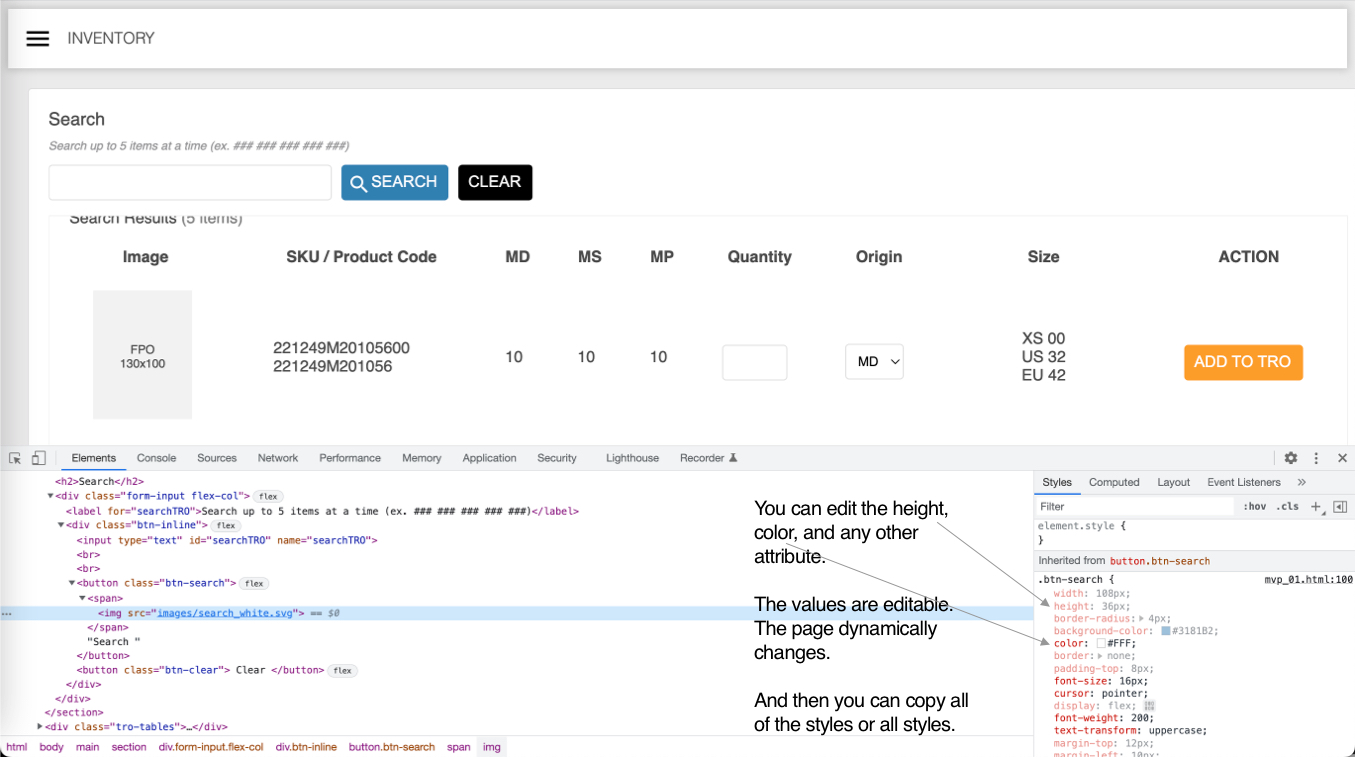 INVENTORY
Search
Search up to 5 items at a time (ex. ### ### ### ### ###)
SEARCH CLEAR
Search Results (5 items)
Image SKU / Product Code MD MS MP Quantity Origin Size ACTION
FPO
130x100
221249M20105600
221249M201056
10 10 10
MD
XS 00
US 32
EU 42
ADD TO TRO
Elements Console Sources Network Performance Memory Application Security Lighthouse Recorder
<h2>Search</h2>
<div class="form-input flex-col"> flex
<label for="searchTRO">Search up to 5 items at a time (ex. ### ### ### ### ###)</label>
<div class="btn-inline"> flex
<input type="text" id="searchTRO" name="searchTRO">
<br>
<br>
<button class="btn-search"> flex
<span>
… <img src="images/search_white.svg"> == $0
</span>
"Search "
</button>
<button class="btn-clear"> Clear </button> flex
</div>
</div>
</section>
<div class="tro-tables">…</div>
html body main section div.form-input.flex-col div.btn-inline button.btn-search span img
You can edit the height,
color, and any other
attribute.
The values are editable.
The page dynamically
changes.
And then you can copy all
of the styles or all styles.
Styles Computed Layout Event Listeners »
Filter :hov .cls +
element.style {
}
Inherited from button.btn-search
.btn-search { mvp_01.html:100
width: 108px;
height: 36px;
border-radius: 4px;
background-color: #3181B2;
color: #FFF;
border: none;
padding-top: 8px;
font-size: 16px;
cursor: pointer;
display: flex;
font-weight: 200;
text-transform: uppercase;
margin-top: 12px;
margin-left: 10px;